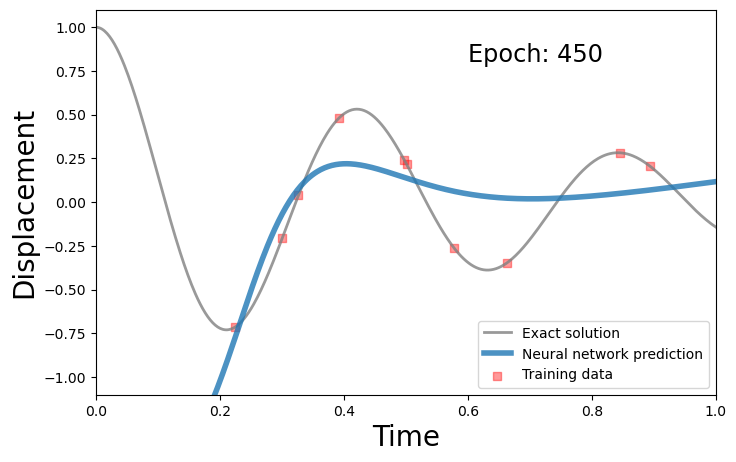 Epoch: 450
Displacement
1.00
0.75
0.50
0.25
0.00
−0.25
−0.50
−0.75
−1.00
Exact solution
Neural network prediction
Training data
0.0 0.2 0.4 0.6 0.8 1.0
Time